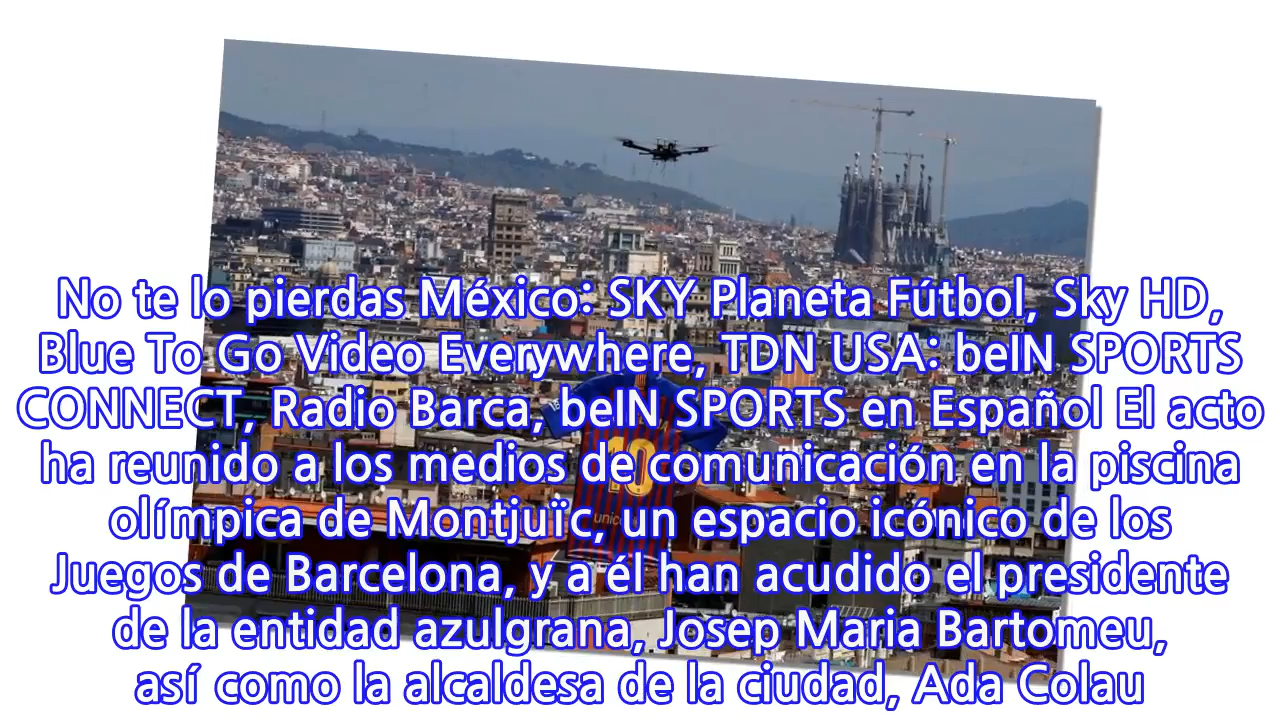 No te lo pierdas México: SKY Planeta Fútbol, Sky HD,
Blue To Go Video Everywhere, TDN USA: beIN SPORTS
CONNECT, Radio Barca, beIN SPORTS en Español El acto
ha reunido a los medios de comunicación en la piscina
olímpica de Montjuïc, un espacio icónico de los
Juegos de Barcelona, y a él han acudido el presidente
de la entidad azulgrana, Josep Maria Bartomeu,
así como la alcaldesa de la ciudad, Ada Colau
10